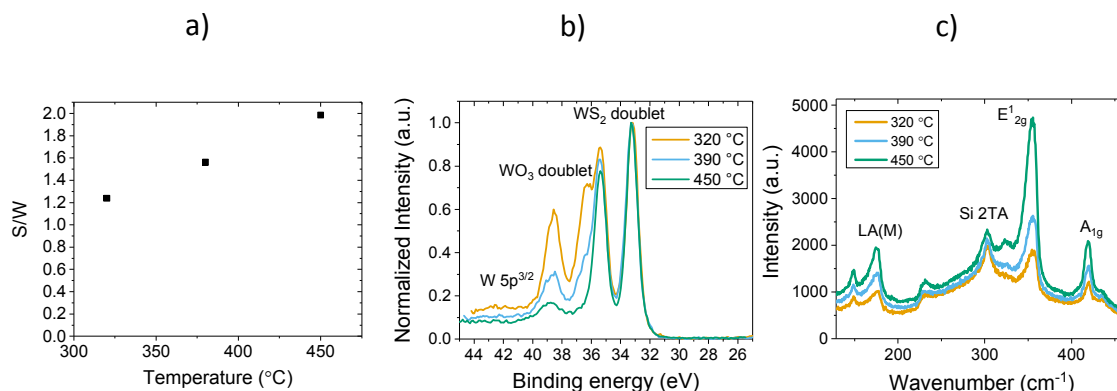 a)
S/W
2.0
1.8
1.6
1.4
1.2
1.0
0.8
0.6
0.4
0.2
0.0
300 350 400 450
Temperature (°C)
b)
Normalized Intensity (a.u.)
1.0
0.8
0.6
0.4
0.2
0.0
WS₂ doublet
320 °C
390 °C
450 °C
WO₃ doublet
W 5p³/²
44 42 40 38 36 34 32 30 28 26
Binding energy (eV)
c)
Intensity (a.u.)
5000
4000
3000
2000
1000
0
320 °C
390 °C
450 °C
E¹₂g
Si 2TA
LA(M)
A₁g
200 300 400
Wavenumber (cm⁻¹)